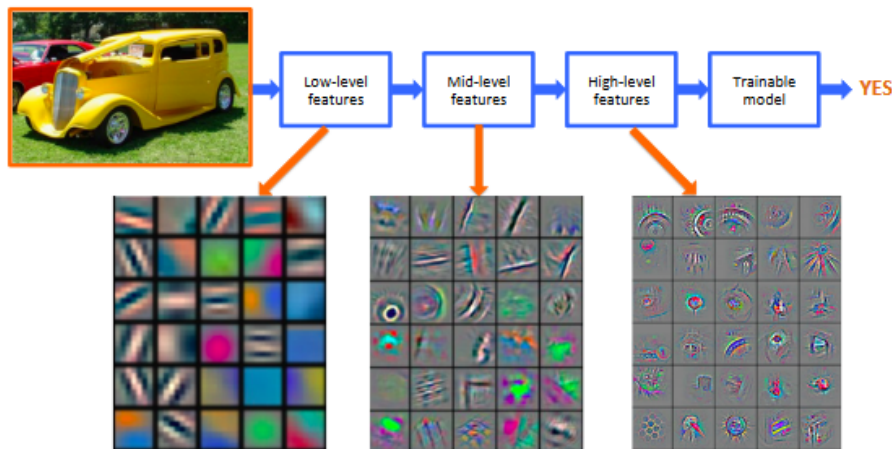 Low-level
features
Mid-level
features
High-level
features
Trainable
model
YES